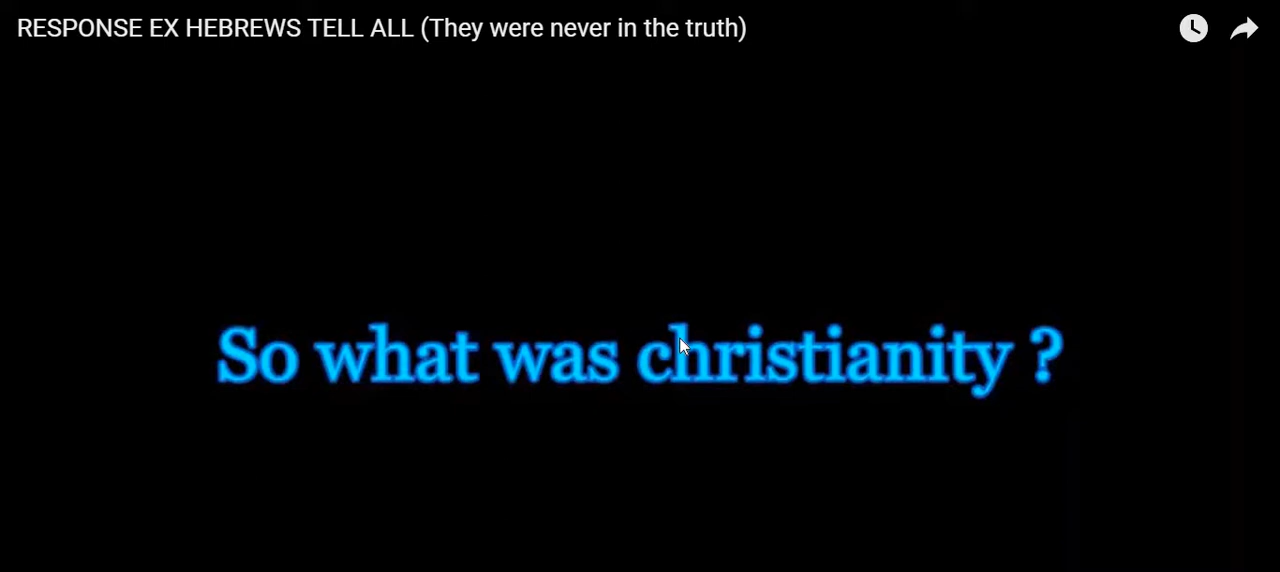 RESPONSE EX HEBREWS TELL ALL (They were never in the truth)
So what was christianity ?